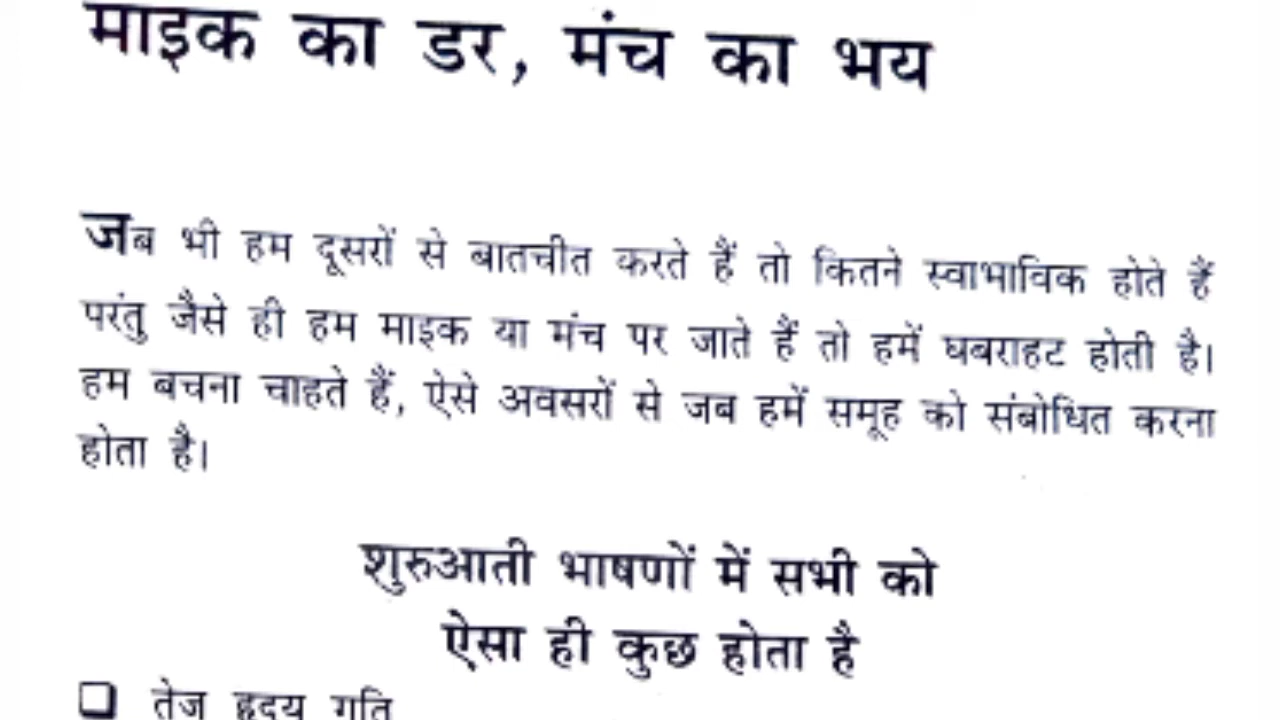 माइक का डर, मंच का भय
जब भी हम दूसरों से बातचीत करते हैं तो कितने स्वाभाविक होते हैं
परंतु जैसे ही हम माइक या मंच पर जाते हैं तो हमें घबराहट होती है।
हम बचना चाहते हैं, ऐसे अवसरों से जब हमें समूह को संबोधित करना
होता है।
शुरुआती भाषणों में सभी को
ऐसा ही कुछ होता है
❑ तेज हृदय गति